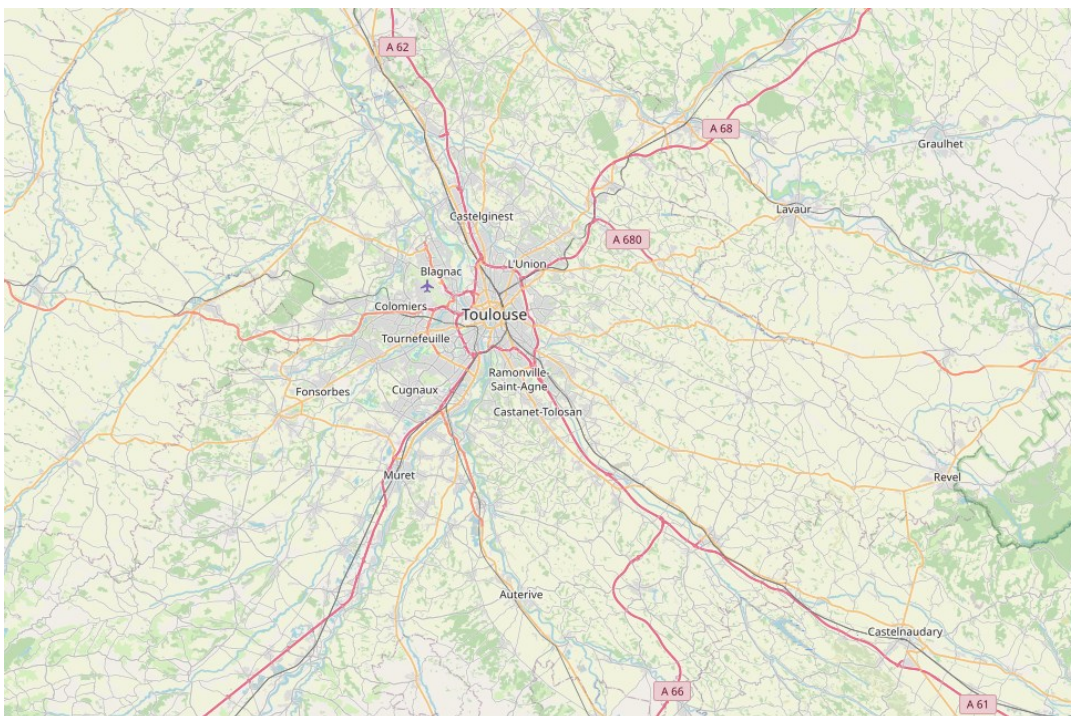 A 62
A 68
Graulhet
Lavaur
Castelginest
A 680
L'Union
Blagnac
Colomiers
Toulouse
Tournefeuille
Ramonville-
Saint-Agne
Fonsorbes
Cugnaux
Castanet-Tolosan
Muret
Revel
Auterive
Castelnaudary
A 66
A 61